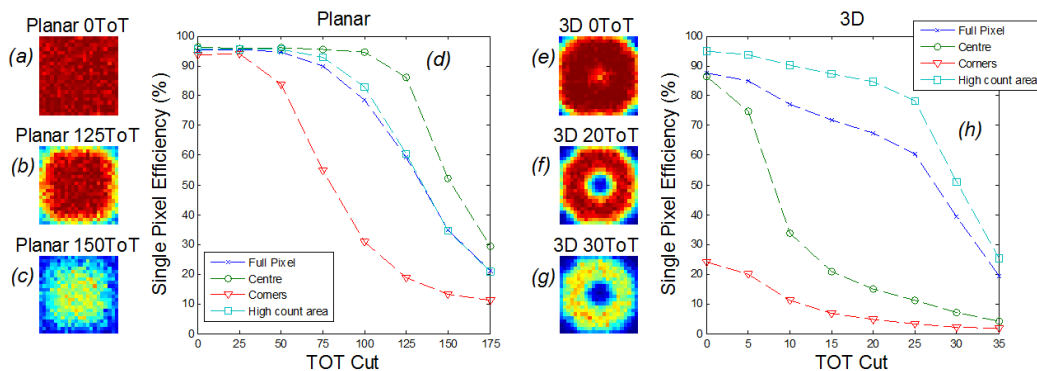 Planar 0ToT
(a)
Planar 125ToT
(b)
Planar 150ToT
(c)
Planar
(d)
Single Pixel Efficiency (%)
100
90
80
70
60
50
40
30
20
10
0
Full Pixel
Centre
Corners
High count area
0 25 50 75 100 125 150 175
TOT Cut
3D 0ToT
(e)
3D 20ToT
(f)
3D 30ToT
(g)
3D
Full Pixel
Centre
Corners
High count area
(h)
Single Pixel Efficiency (%)
100
90
80
70
60
50
40
30
20
10
0
0 5 10 15 20 25 30 35
TOT Cut